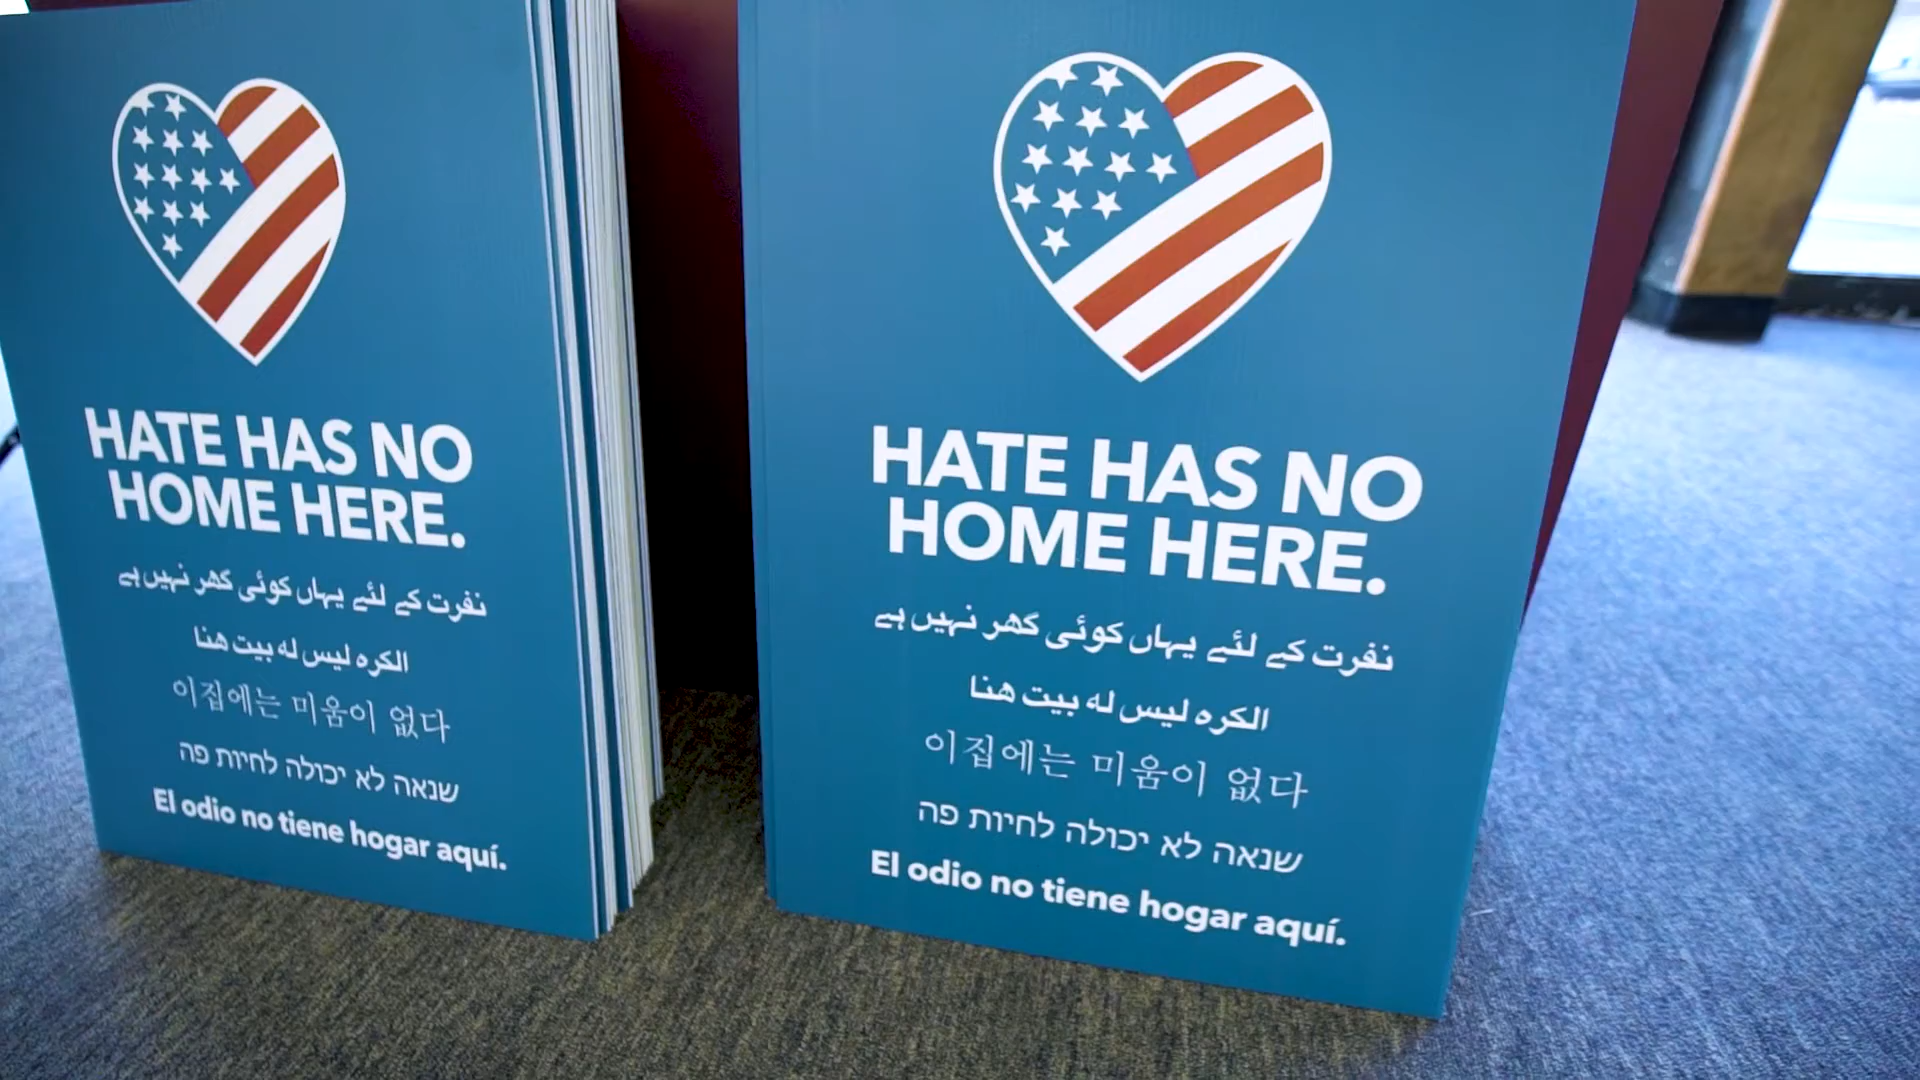 HATE HAS NO
HOME HERE.
نفرت کے لئے یہاں کوئی گھر نہیں ہے
الكره ليس له بيت هنا
이집에는 미움이 없다
שנאה לא יכולה לחיות פה
El odio no tiene hogar aquí.
HATE HAS NO
HOME HERE.
نفرت کے لئے یہاں کوئی گھر نہیں ہے
الكره ليس له بيت هنا
이집에는 미움이 없다
שנאה לא יכולה לחיות פה
El odio no tiene hogar aquí.